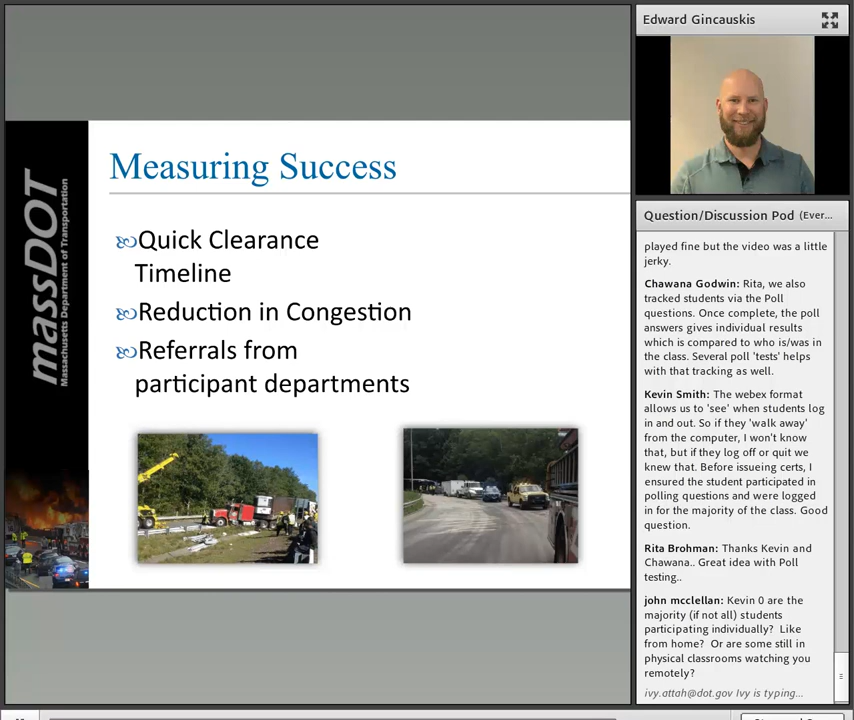 Measuring Success
Quick Clearance
Timeline
Reduction in Congestion
Referrals from
participant departments
massDOT
Massachusetts Department of Transportation
Edward Gincauskis
Question/Discussion Pod (Ever...
played fine but the video was a little
jerky.
Chawana Godwin: Rita, we also
tracked students via the Poll
questions. Once complete, the poll
answers gives individual results
which is compared to who is/was in
the class. Several poll 'tests' helps
with that tracking as well.
Kevin Smith: The webex format
allows us to 'see' when students log
in and out. So if they 'walk away'
from the computer, I won't know
that, but if they log off or quit we
knew that. Before issueing certs, I
ensured the student participated in
polling questions and were logged
in for the majority of the class. Good
question.
Rita Brohman: Thanks Kevin and
Chawana.. Great idea with Poll
testing..
john mcclellan: Kevin 0 are the
majority (if not all) students
participating individually? Like
from home? Or are some still in
physical classrooms watching you
remotely?
ivy.attah@dot.gov Ivy is typing...